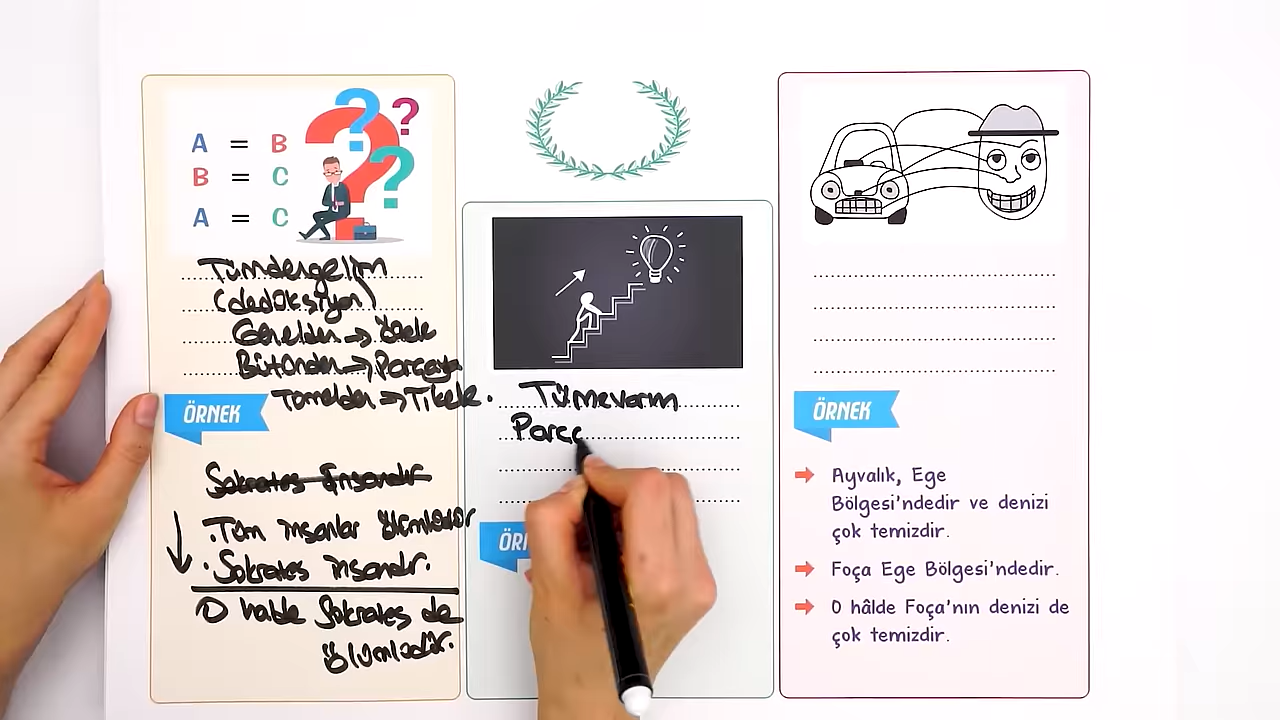 A = B
B = C
A = C
Tümdengelim
(dedüksiyon)
Genelden → özele
Bütünden → Parçaya
Tümelden → Tikele.
ÖRNEK
Sokrates insandır
. Tüm insanlar ölümlüdür
. Sokrates insandır.
O hâlde Sokrates de
ölümlüdür.
Tümevarım
Parça
ÖR
ÖRNEK
Ayvalık, Ege
Bölgesi'ndedir ve denizi
çok temizdir.
Foça Ege Bölgesi'ndedir.
O hâlde Foça'nın denizi de
çok temizdir.